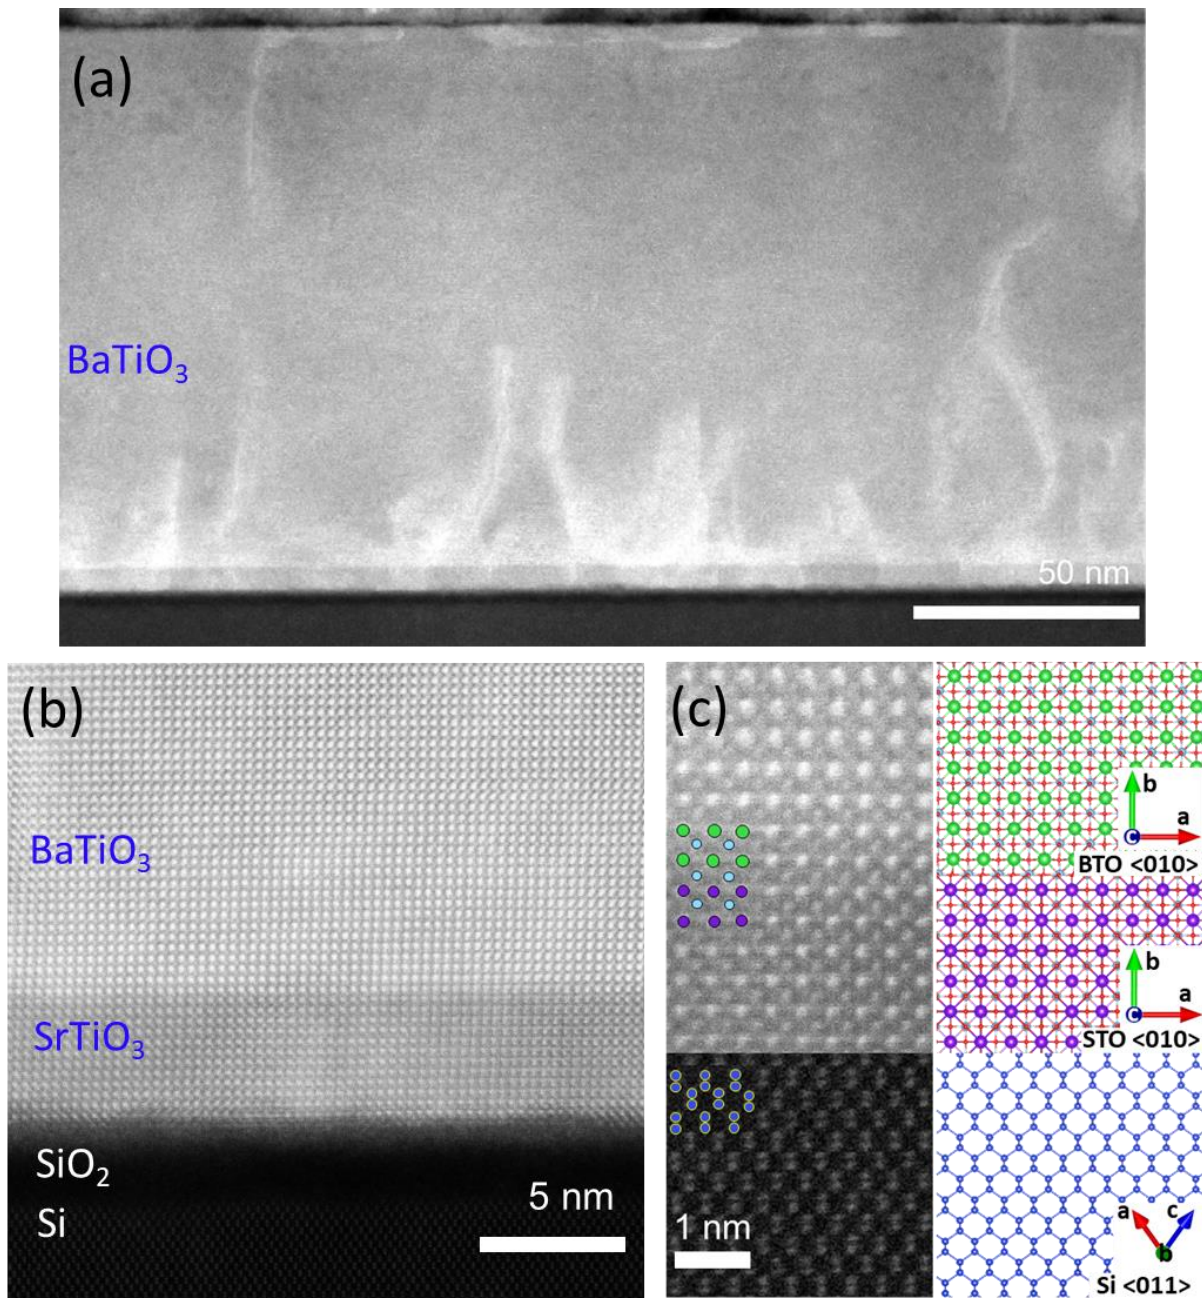 (a)
BaTiO₃
50 nm
(b)
BaTiO₃
SrTiO₃
SiO₂
Si
5 nm
(c)
1 nm
b
a
c
BTO <010>
b
a
c
STO <010>
a
c
b
Si <011>